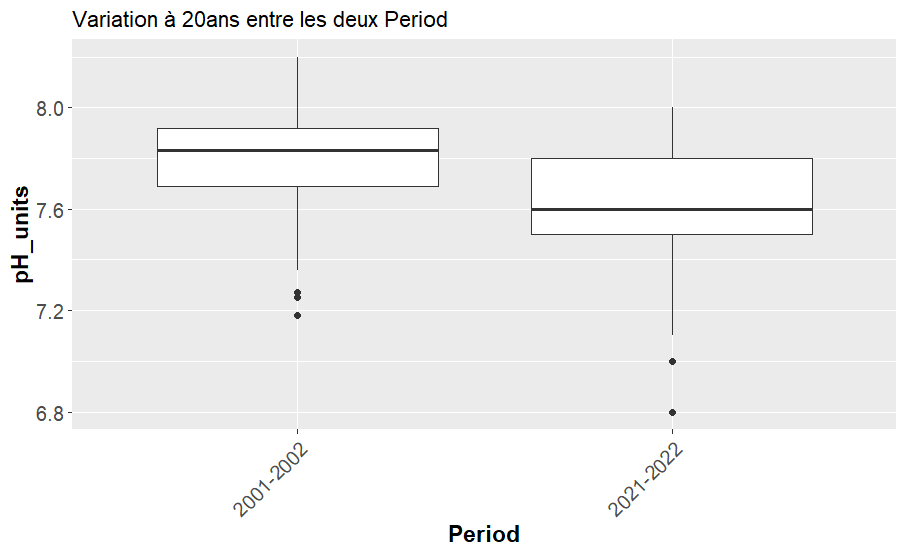 Variation à 20ans entre les deux Period
pH_units
8.0
7.6
7.2
6.8
2001-2002
2021-2022
Period